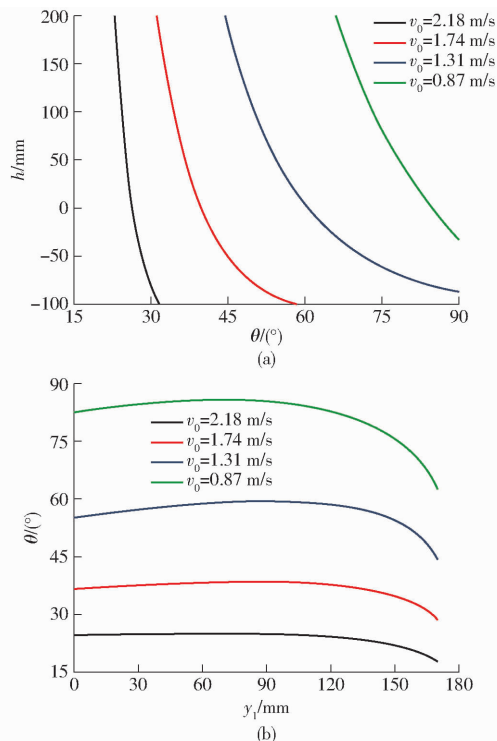 200
150
100
50
0
-50
-100
h/mm
v0=2.18 m/s
v0=1.74 m/s
v0=1.31 m/s
v0=0.87 m/s
15 30 45 60 75 90
θ/(°)
(a)
90
75
60
45
30
15
θ/(°)
v0=2.18 m/s
v0=1.74 m/s
v0=1.31 m/s
v0=0.87 m/s
0 30 60 90 120 150 180
y1/mm
(b)